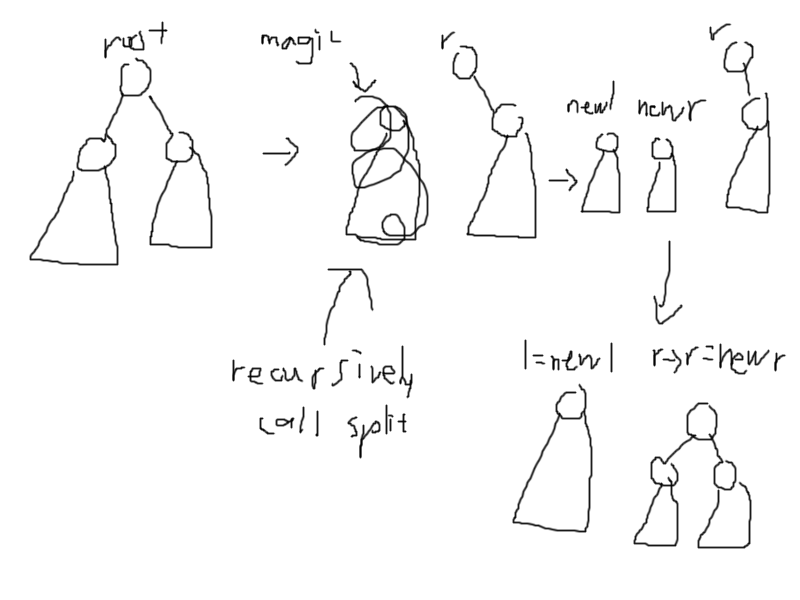 root
magic
r
r
newl
newr
l=newl
r->r=newr
recursively
call split